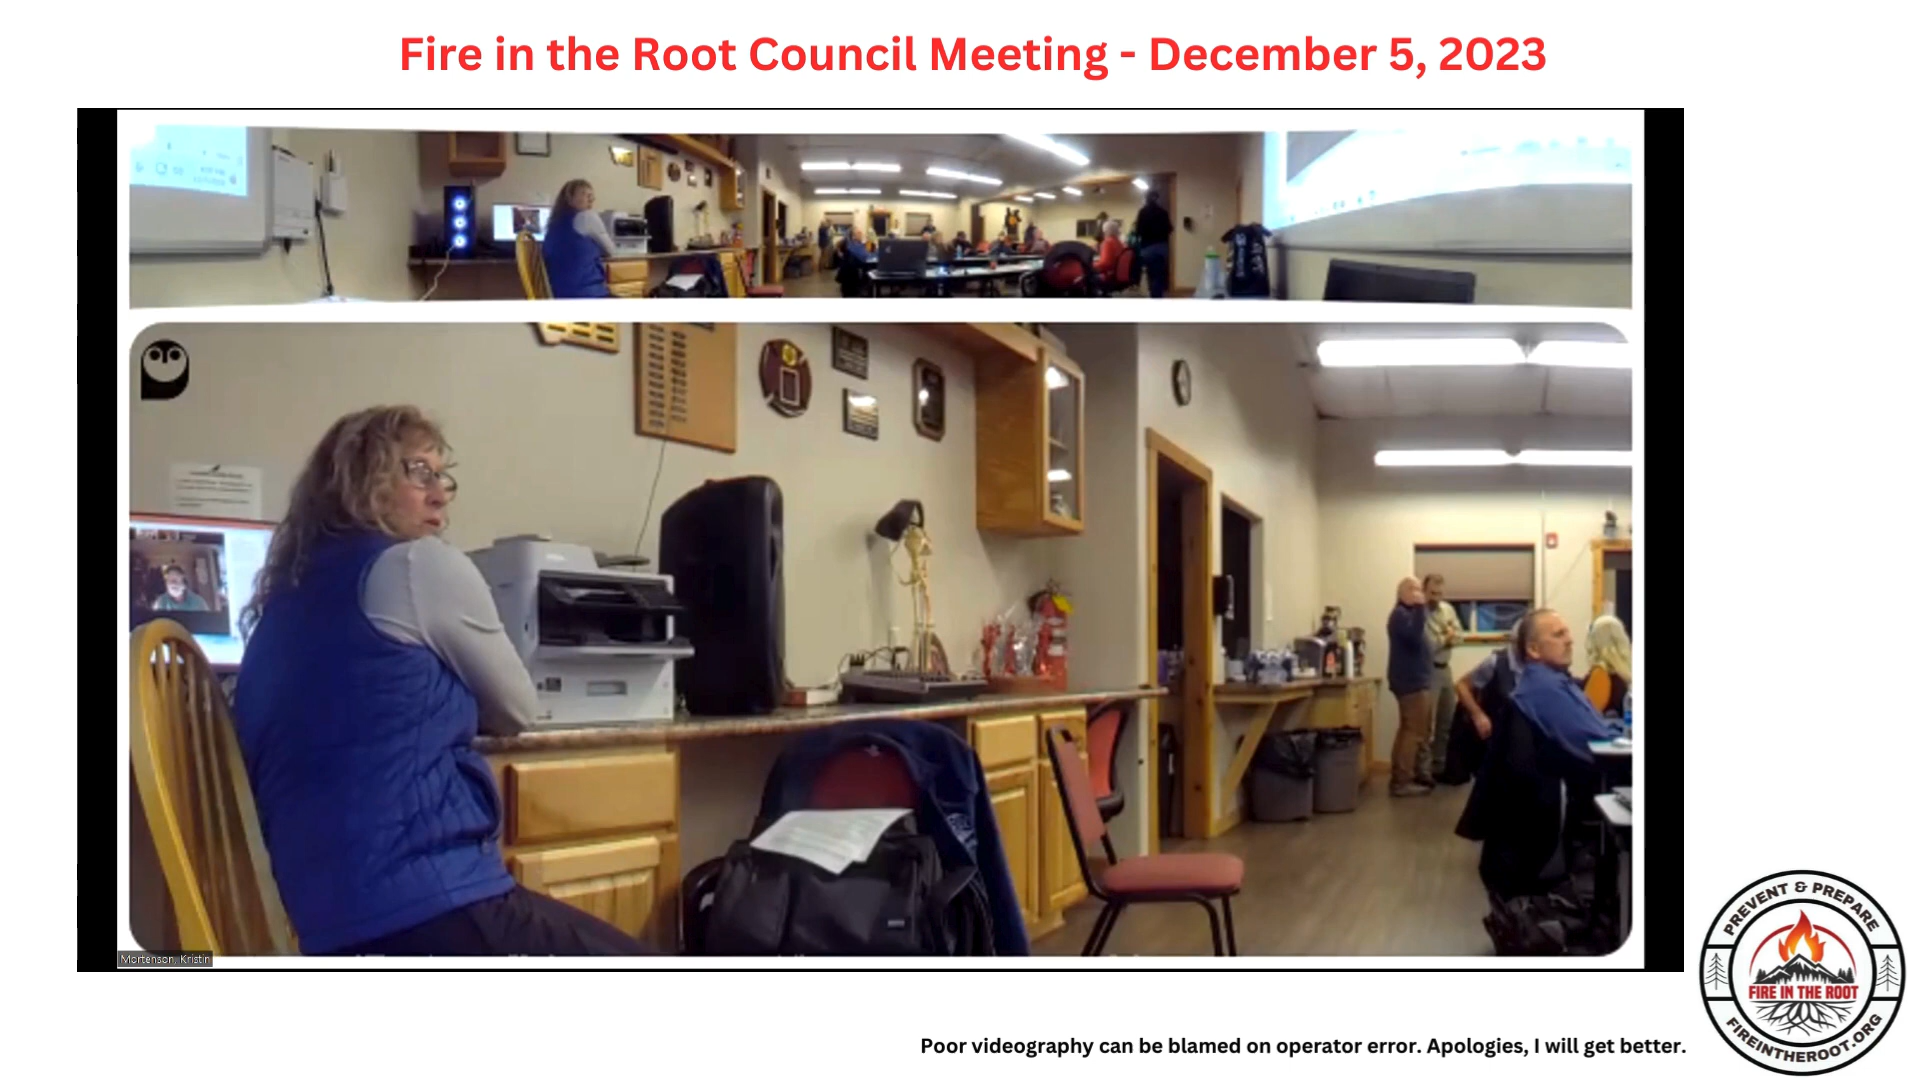 Fire in the Root Council Meeting - December 5, 2023
Mortenson, Kristin
PREVENT & PREPARE
FIRE IN THE ROOT
FIREINTHEROOT.ORG
Poor videography can be blamed on operator error. Apologies, I will get better.